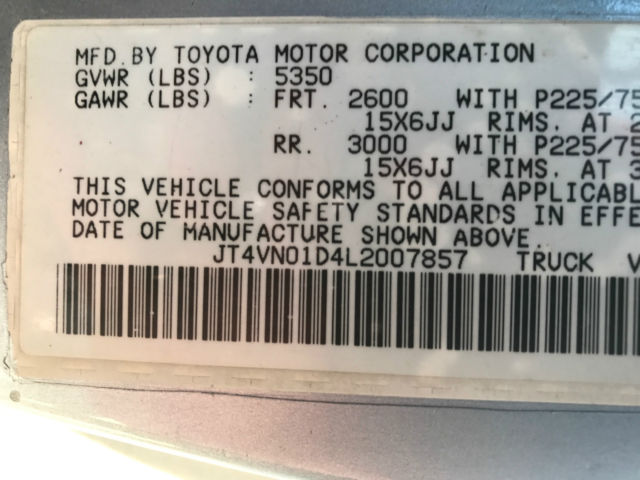 MFD. BY TOYOTA MOTOR CORPORATION
GVWR (LBS) : 5350
GAWR (LBS) : FRT. 2600 WITH P225/75
15X6JJ RIMS. AT 2
RR. 3000 WITH P225/75
15X6JJ RIMS. AT 3
THIS VEHICLE CONFORMS TO ALL APPLICABL
MOTOR VEHICLE SAFETY STANDARDS IN EFFE
DATE OF MANUFACTURE SHOWN ABOVE.
JT4VN01D4L2007857 TRUCK V